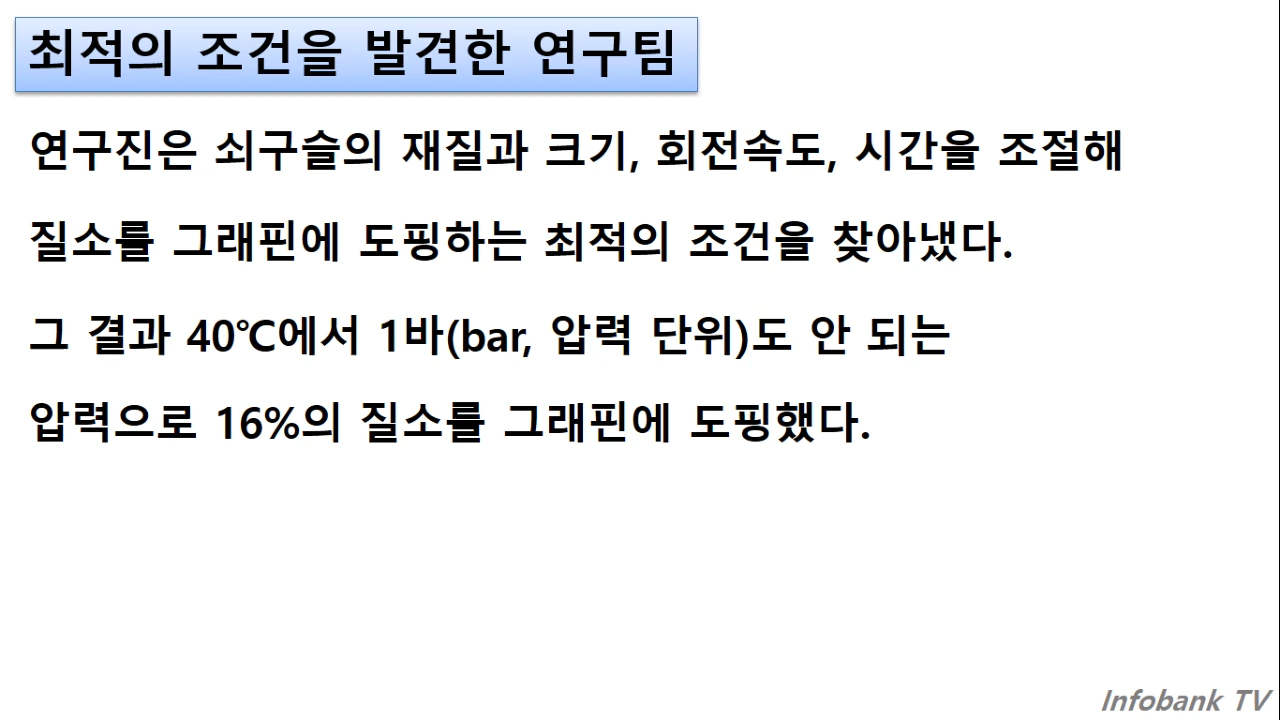 최적의 조건을 발견한 연구팀
연구진은 쇠구슬의 재질과 크기, 회전속도, 시간을 조절해
질소를 그래핀에 도핑하는 최적의 조건을 찾아냈다.
그 결과 40℃에서 1바(bar, 압력 단위)도 안 되는
압력으로 16%의 질소를 그래핀에 도핑했다.
Infobank TV